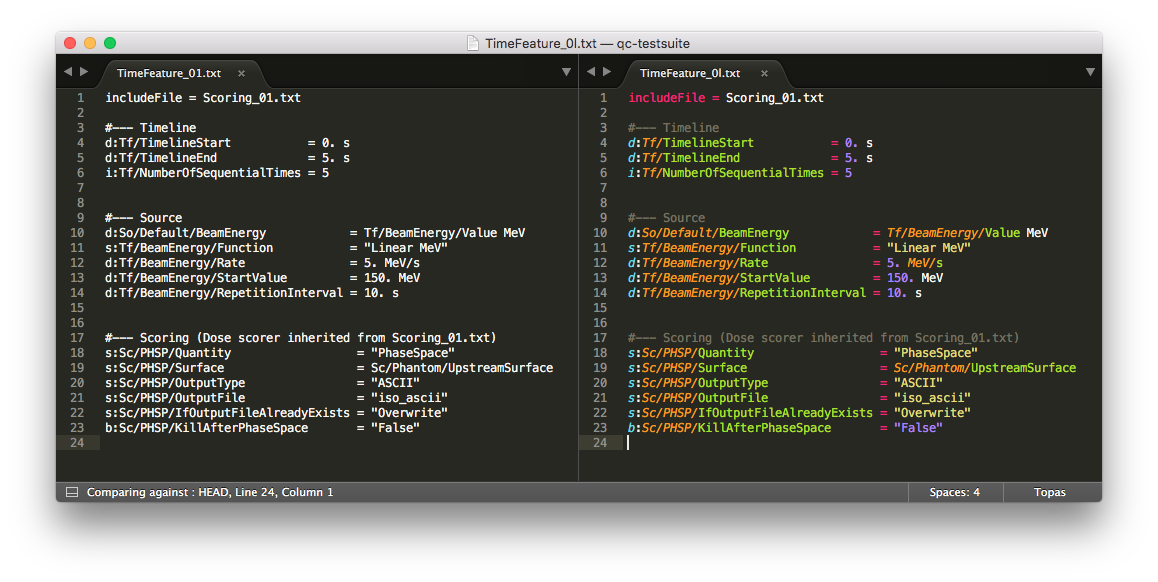 TimeFeature_0l.txt — qc-testsuite
TimeFeature_01.txt ×
1 includeFile = Scoring_01.txt
2
3 #--- Timeline
4 d:Tf/TimelineStart = 0. s
5 d:Tf/TimelineEnd = 5. s
6 i:Tf/NumberOfSequentialTimes = 5
7
8
9 #--- Source
10 d:So/Default/BeamEnergy = Tf/BeamEnergy/Value MeV
11 s:Tf/BeamEnergy/Function = "Linear MeV"
12 d:Tf/BeamEnergy/Rate = 5. MeV/s
13 d:Tf/BeamEnergy/StartValue = 150. MeV
14 d:Tf/BeamEnergy/RepetitionInterval = 10. s
15
16
17 #--- Scoring (Dose scorer inherited from Scoring_01.txt)
18 s:Sc/PHSP/Quantity = "PhaseSpace"
19 s:Sc/PHSP/Surface = Sc/Phantom/UpstreamSurface
20 s:Sc/PHSP/OutputType = "ASCII"
21 s:Sc/PHSP/OutputFile = "iso_ascii"
22 s:Sc/PHSP/IfOutputFileAlreadyExists = "Overwrite"
23 b:Sc/PHSP/KillAfterPhaseSpace = "False"
24
TimeFeature_0l.txt ×
1 includeFile = Scoring_01.txt
2
3 #--- Timeline
4 d:Tf/TimelineStart = 0. s
5 d:Tf/TimelineEnd = 5. s
6 i:Tf/NumberOfSequentialTimes = 5
7
8
9 #--- Source
10 d:So/Default/BeamEnergy = Tf/BeamEnergy/Value MeV
11 s:Tf/BeamEnergy/Function = "Linear MeV"
12 d:Tf/BeamEnergy/Rate = 5. MeV/s
13 d:Tf/BeamEnergy/StartValue = 150. MeV
14 d:Tf/BeamEnergy/RepetitionInterval = 10. s
15
16
17 #--- Scoring (Dose scorer inherited from Scoring_01.txt)
18 s:Sc/PHSP/Quantity = "PhaseSpace"
19 s:Sc/PHSP/Surface = Sc/Phantom/UpstreamSurface
20 s:Sc/PHSP/OutputType = "ASCII"
21 s:Sc/PHSP/OutputFile = "iso_ascii"
22 s:Sc/PHSP/IfOutputFileAlreadyExists = "Overwrite"
23 b:Sc/PHSP/KillAfterPhaseSpace = "False"
24
Comparing against : HEAD, Line 24, Column 1
Spaces: 4
Topas